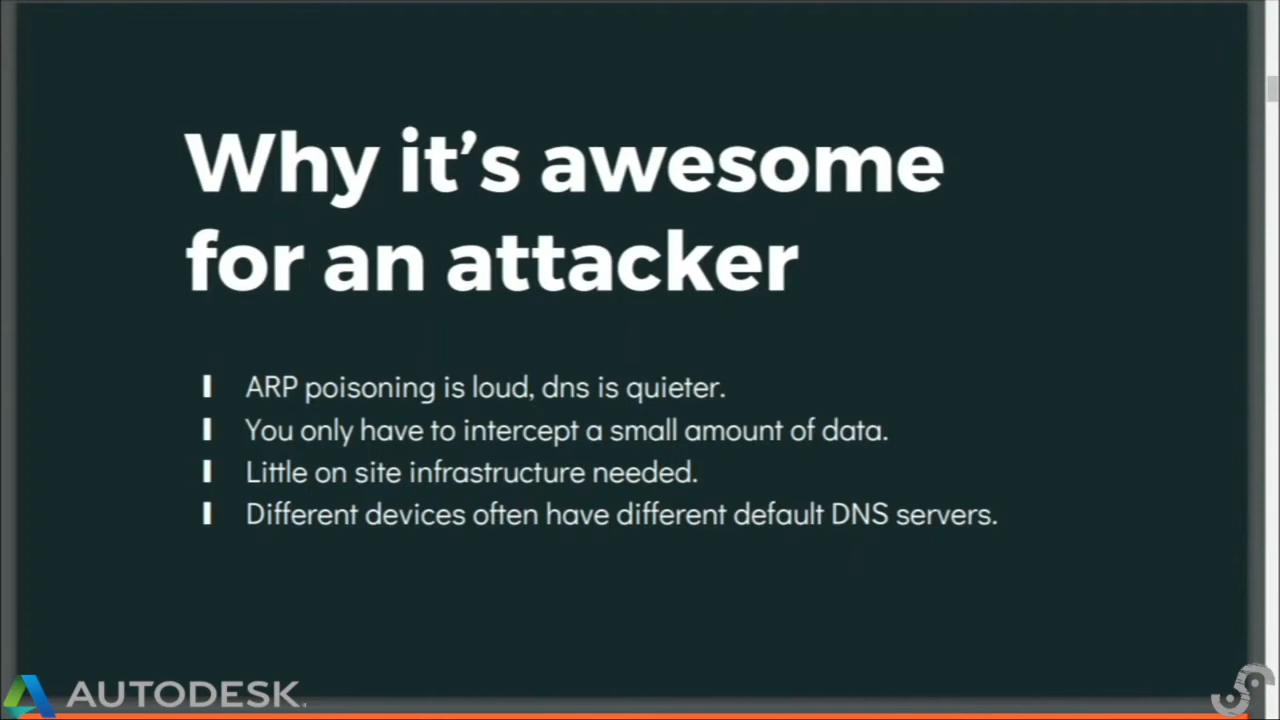 Why it's awesome
for an attacker
ARP poisoning is loud, dns is quieter.
You only have to intercept a small amount of data.
Little on site infrastructure needed.
Different devices often have different default DNS servers.
AUTODESK.